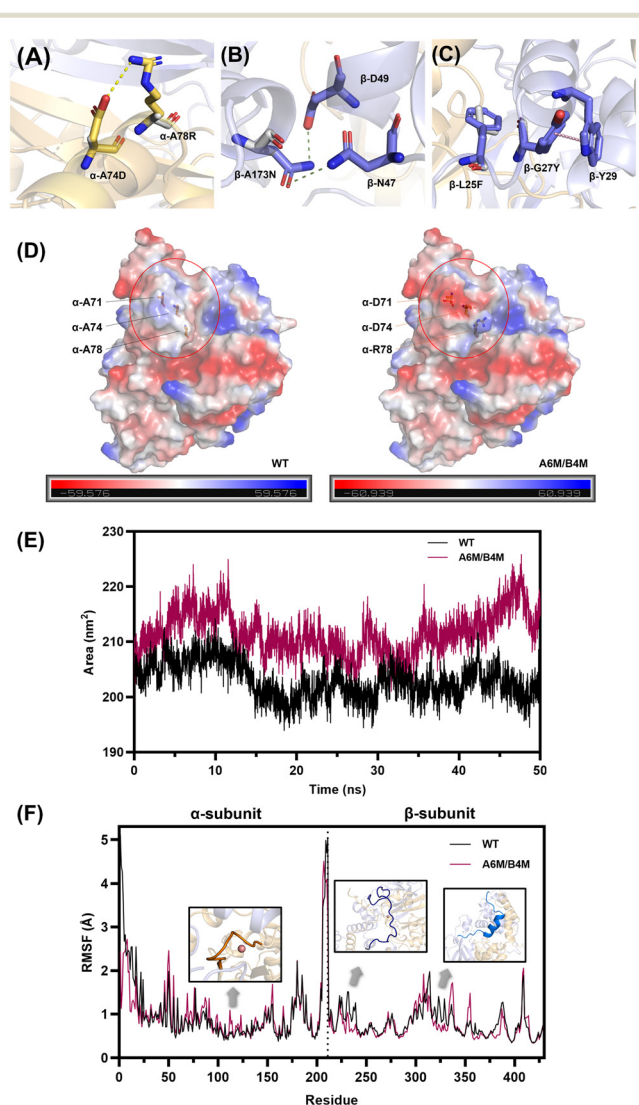 (A)
α-A78R
α-A74D
(B)
β-D49
β-A173N
β-N47
(C)
β-L25F
β-G27Y
β-Y29
(D)
α-A71
α-A74
α-A78
WT
-59.576 59.576
α-D71
α-D74
α-R78
A6M/B4M
-60.939 60.939
(E)
230
220
210
200
190
Area (nm²)
WT
A6M/B4M
0 10 20 30 40 50
Time (ns)
(F)
α-subunit β-subunit
5
4
3
2
1
0
RMSF (Å)
WT
A6M/B4M
0 50 100 150 200 250 300 350 400
Residue